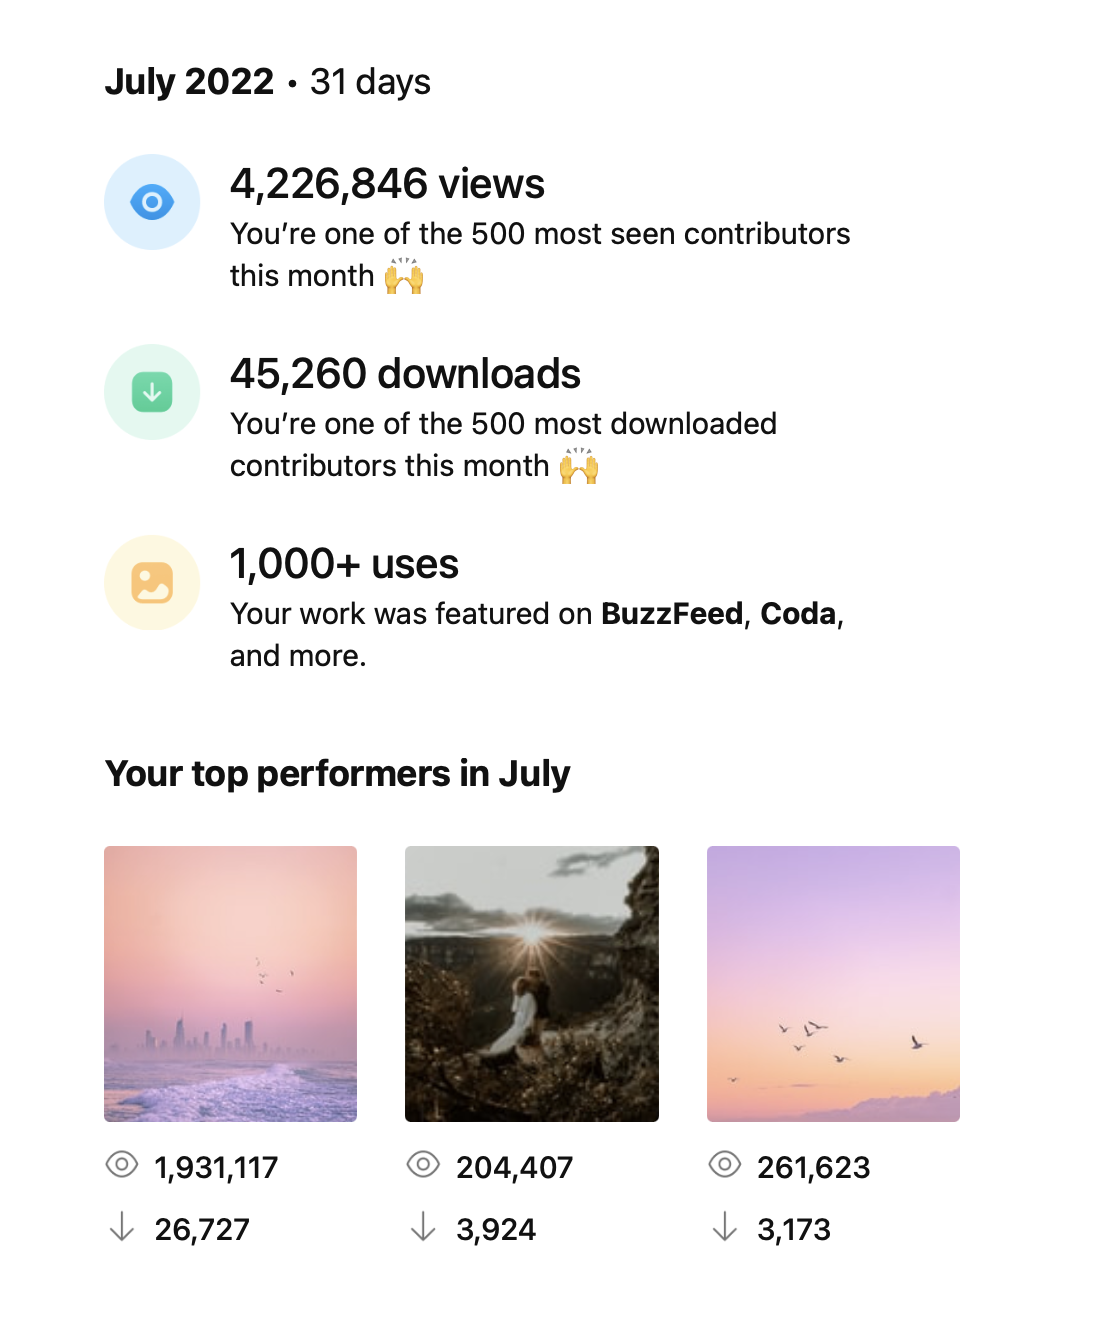 July 2022 • 31 days
4,226,846 views
You’re one of the 500 most seen contributors
this month 🙌
45,260 downloads
You’re one of the 500 most downloaded
contributors this month 🙌
1,000+ uses
Your work was featured on BuzzFeed, Coda,
and more.
Your top performers in July
1,931,117 204,407 261,623
26,727 3,924 3,173